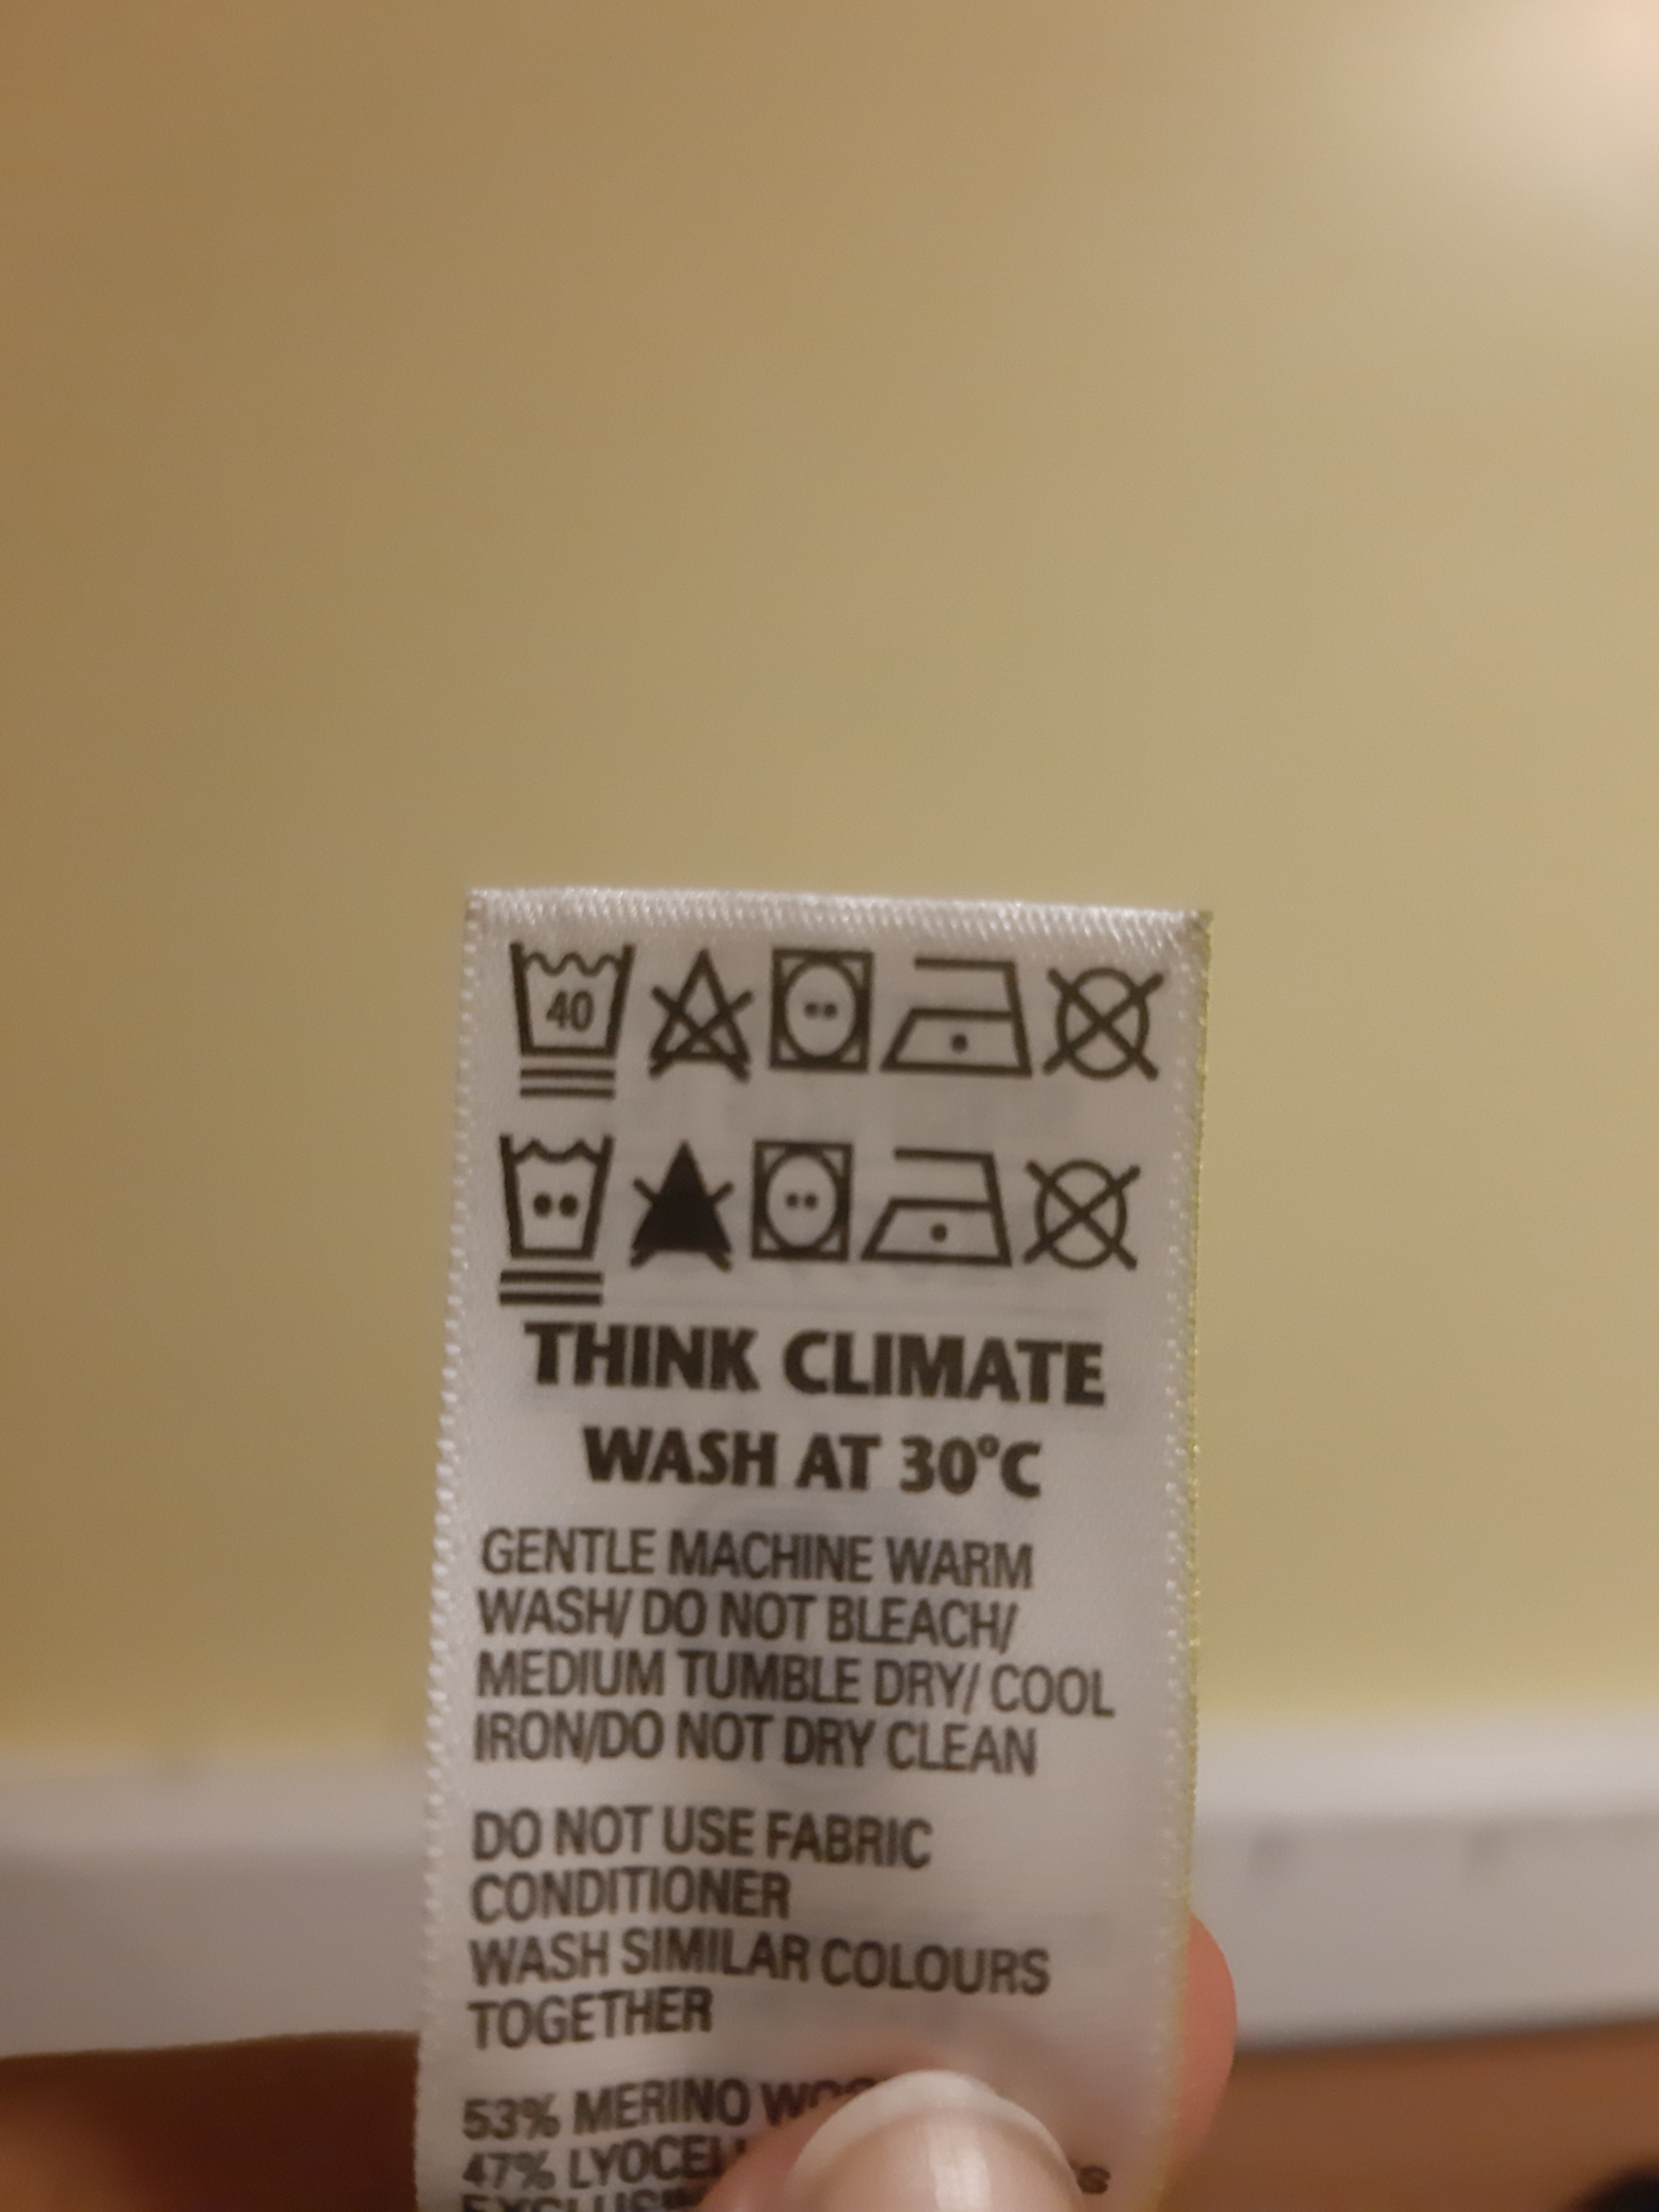 40
THINK CLIMATE
WASH AT 30°C
GENTLE MACHINE WARM
WASH/ DO NOT BLEACH/
MEDIUM TUMBLE DRY/ COOL
IRON/DO NOT DRY CLEAN
DO NOT USE FABRIC
CONDITIONER
WASH SIMILAR COLOURS
TOGETHER
53% MERINO
47%